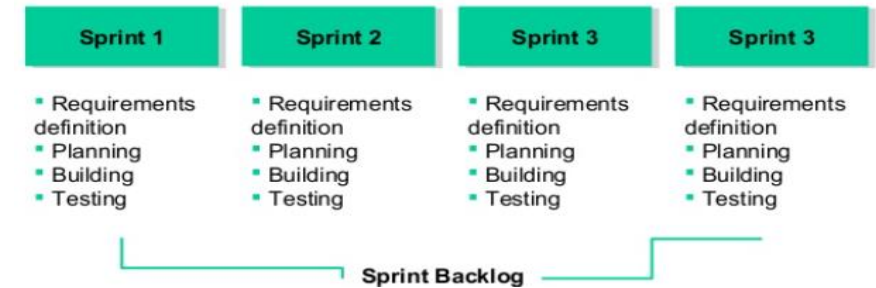 Sprint 1
Sprint 2
Sprint 3
Sprint 3
▪ Requirements
definition
▪ Planning
▪ Building
▪ Testing
▪ Requirements
definition
▪ Planning
▪ Building
▪ Testing
▪ Requirements
definition
▪ Planning
▪ Building
▪ Testing
▪ Requirements
definition
▪ Planning
▪ Building
▪ Testing
Sprint Backlog